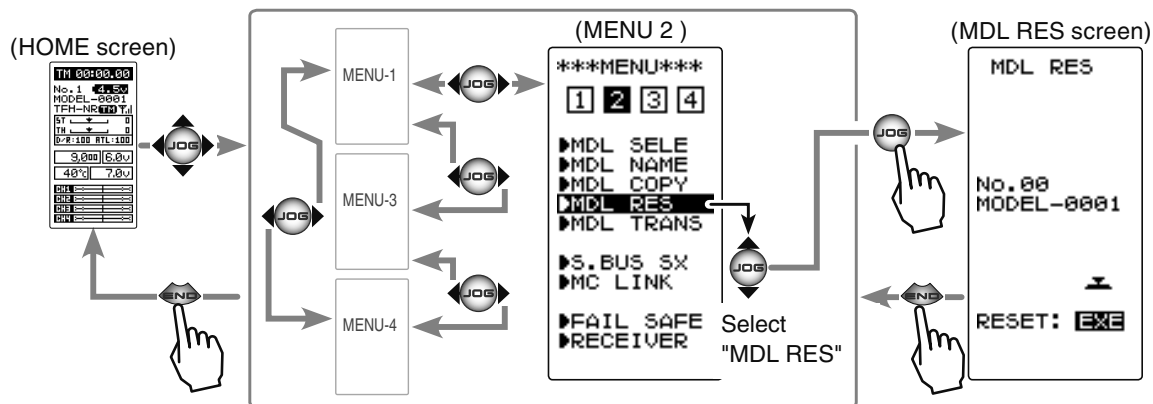 (HOME screen)
TM 00:00.00
No.1 4.5V
MODEL-0001
TFH-NR TM
ST 0
TH 0
D/R:100 ATL:100
9,000 6.0V
40°C 7.0V
CH1
CH2
CH3
CH4
END
JOG
JOG
MENU-1
MENU-3
MENU-4
JOG
JOG
JOG
(MENU 2 )
***MENU***
1 2 3 4
MDL SELE
MDL NAME
MDL COPY
MDL RES
MDL TRANS
S.BUS SX
MC LINK
FAIL SAFE
RECEIVER
JOG
Select
"MDL RES"
JOG
END
(MDL RES screen)
MDL RES
No.00
MODEL-0001
RESET: EXE